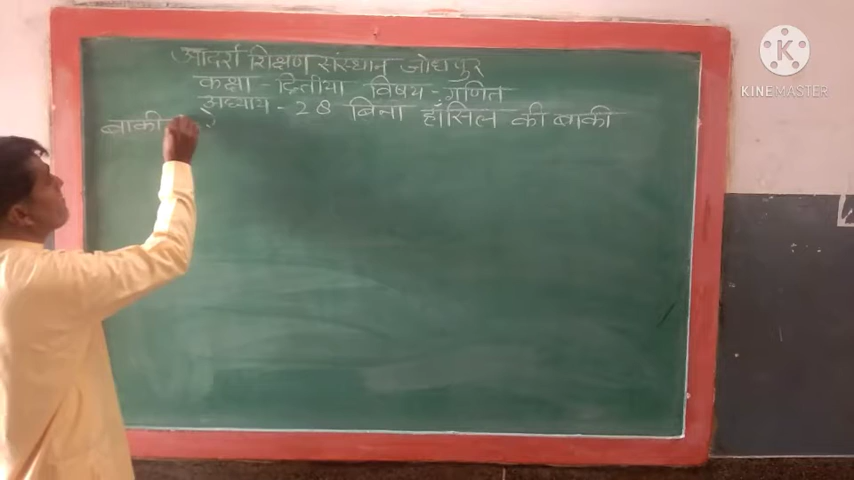 आदर्श शिक्षण संस्थान जोधपुर
कक्षा - द्वितीया विषय - गणित
अध्याय - 28 बिना हाँसिल की बाकी
बाकी
KINEMASTER